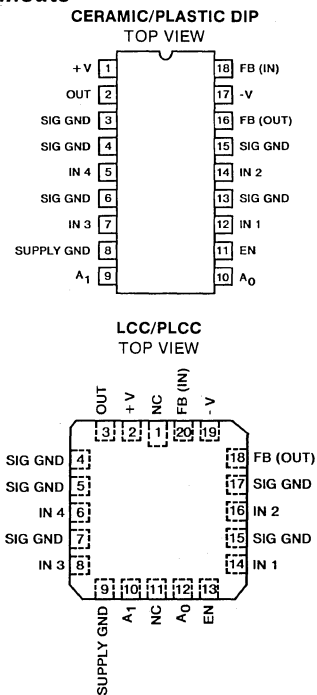 CERAMIC/PLASTIC DIP
TOP VIEW
+V 1 18 FB (IN)
OUT 2 17 -V
SIG GND 3 16 FB (OUT)
SIG GND 4 15 SIG GND
IN 4 5 14 IN 2
SIG GND 6 13 SIG GND
IN 3 7 12 IN 1
SUPPLY GND 8 11 EN
A1 9 10 A0
LCC/PLCC
TOP VIEW
OUT +V NC FB (IN) -V
3 2 1 20 19
SIG GND 4 18 FB (OUT)
SIG GND 5 17 SIG GND
IN 4 6 16 IN 2
SIG GND 7 15 SIG GND
IN 3 8 14 IN 1
9 10 11 12 13
SUPPLY GND A1 NC A0 EN